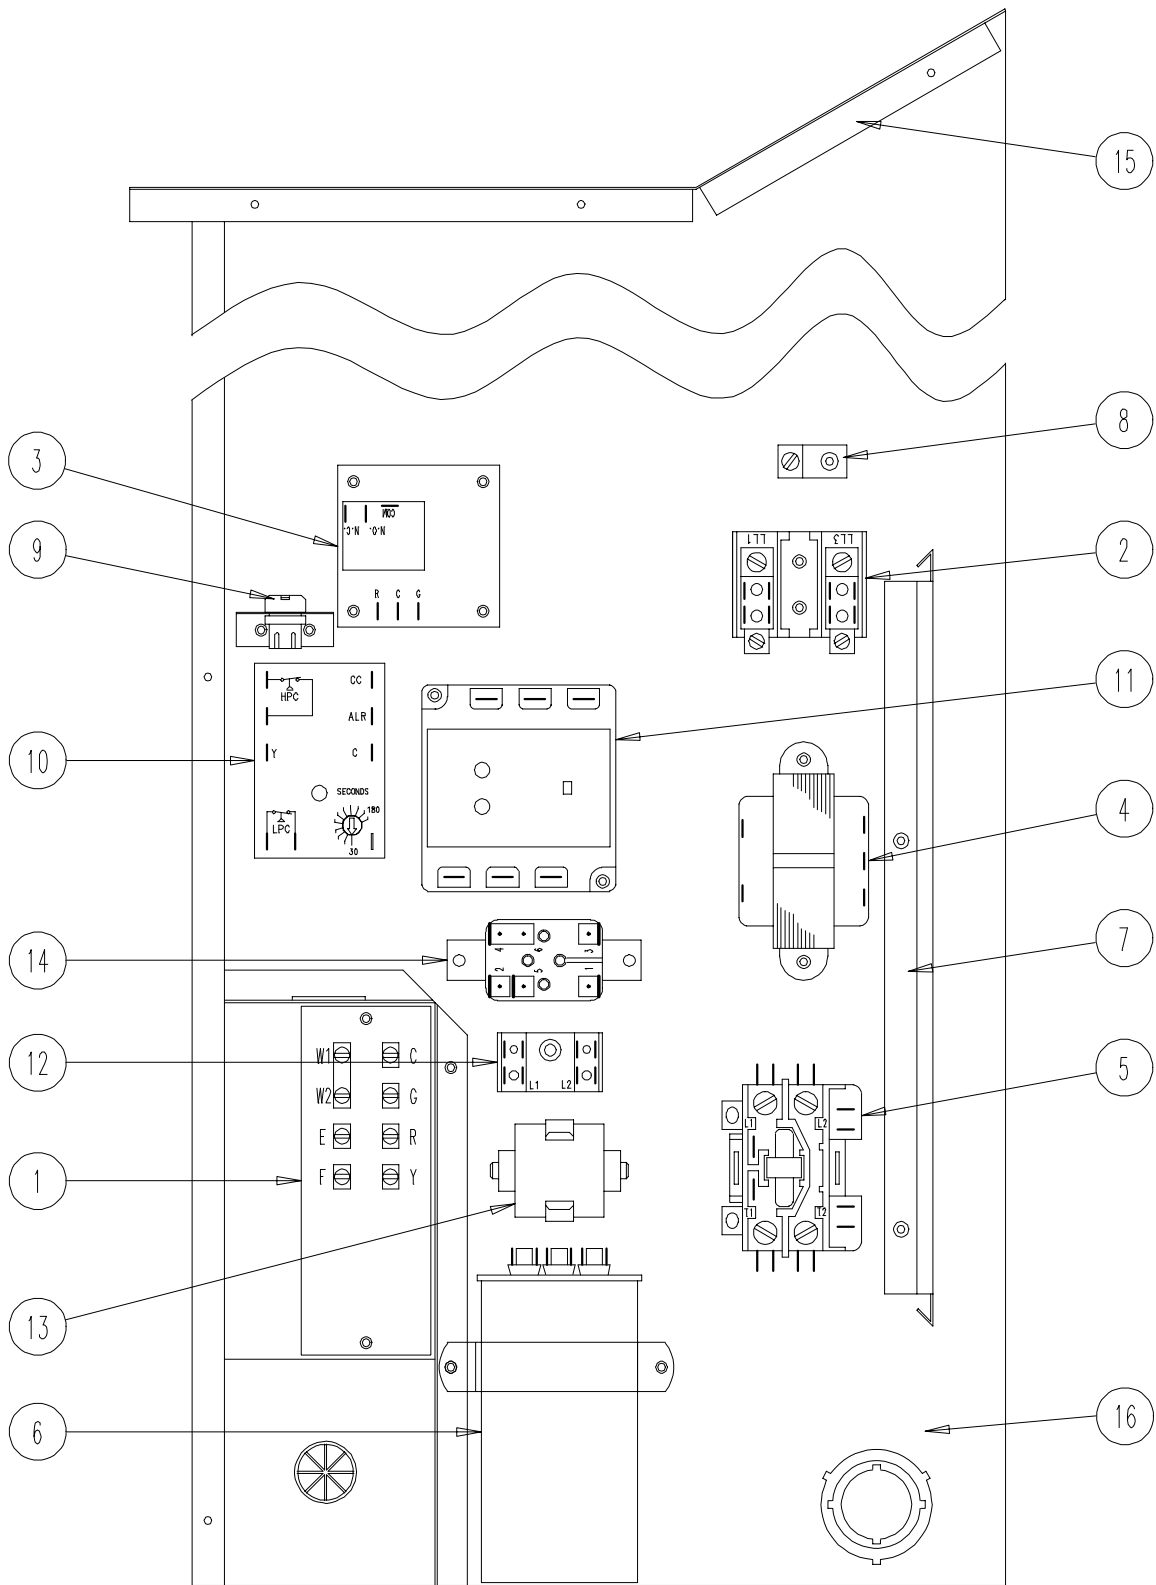 15
8
3
COM
N.C. N.O.
LL1 LL3
2
9
R C G
HPC CC
ALR
Y C
11
10
SECONDS
180
LPC
30
4
4 6 3
2 5 1
14
7
12
L1 L2
W1 C
W2 G
E R
F Y
5
L1 L2
1
T1 T2
13
6
16